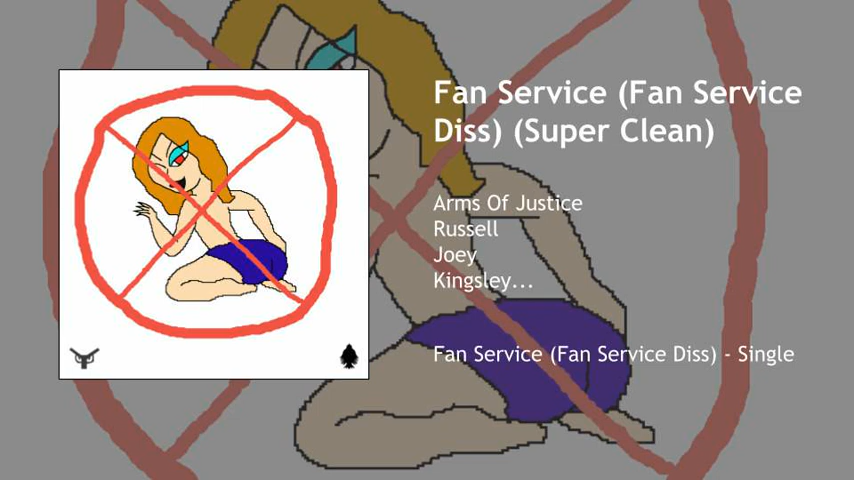 Fan Service (Fan Service
Diss) (Super Clean)
Arms Of Justice
Russell
Joey
Kingsley...
Fan Service (Fan Service Diss) - Single